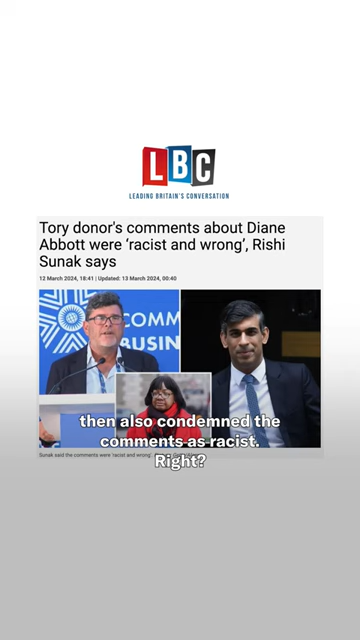 LBC
LEADING BRITAIN'S CONVERSATION
Tory donor's comments about Diane
Abbott were 'racist and wrong', Rishi
Sunak says
12 March 2024, 18:41 | Updated: 13 March 2024, 00:40
COMM
BUSIN
then also condemned the
comments as racist.
Right?
Sunak said the comments were 'racist and wrong'